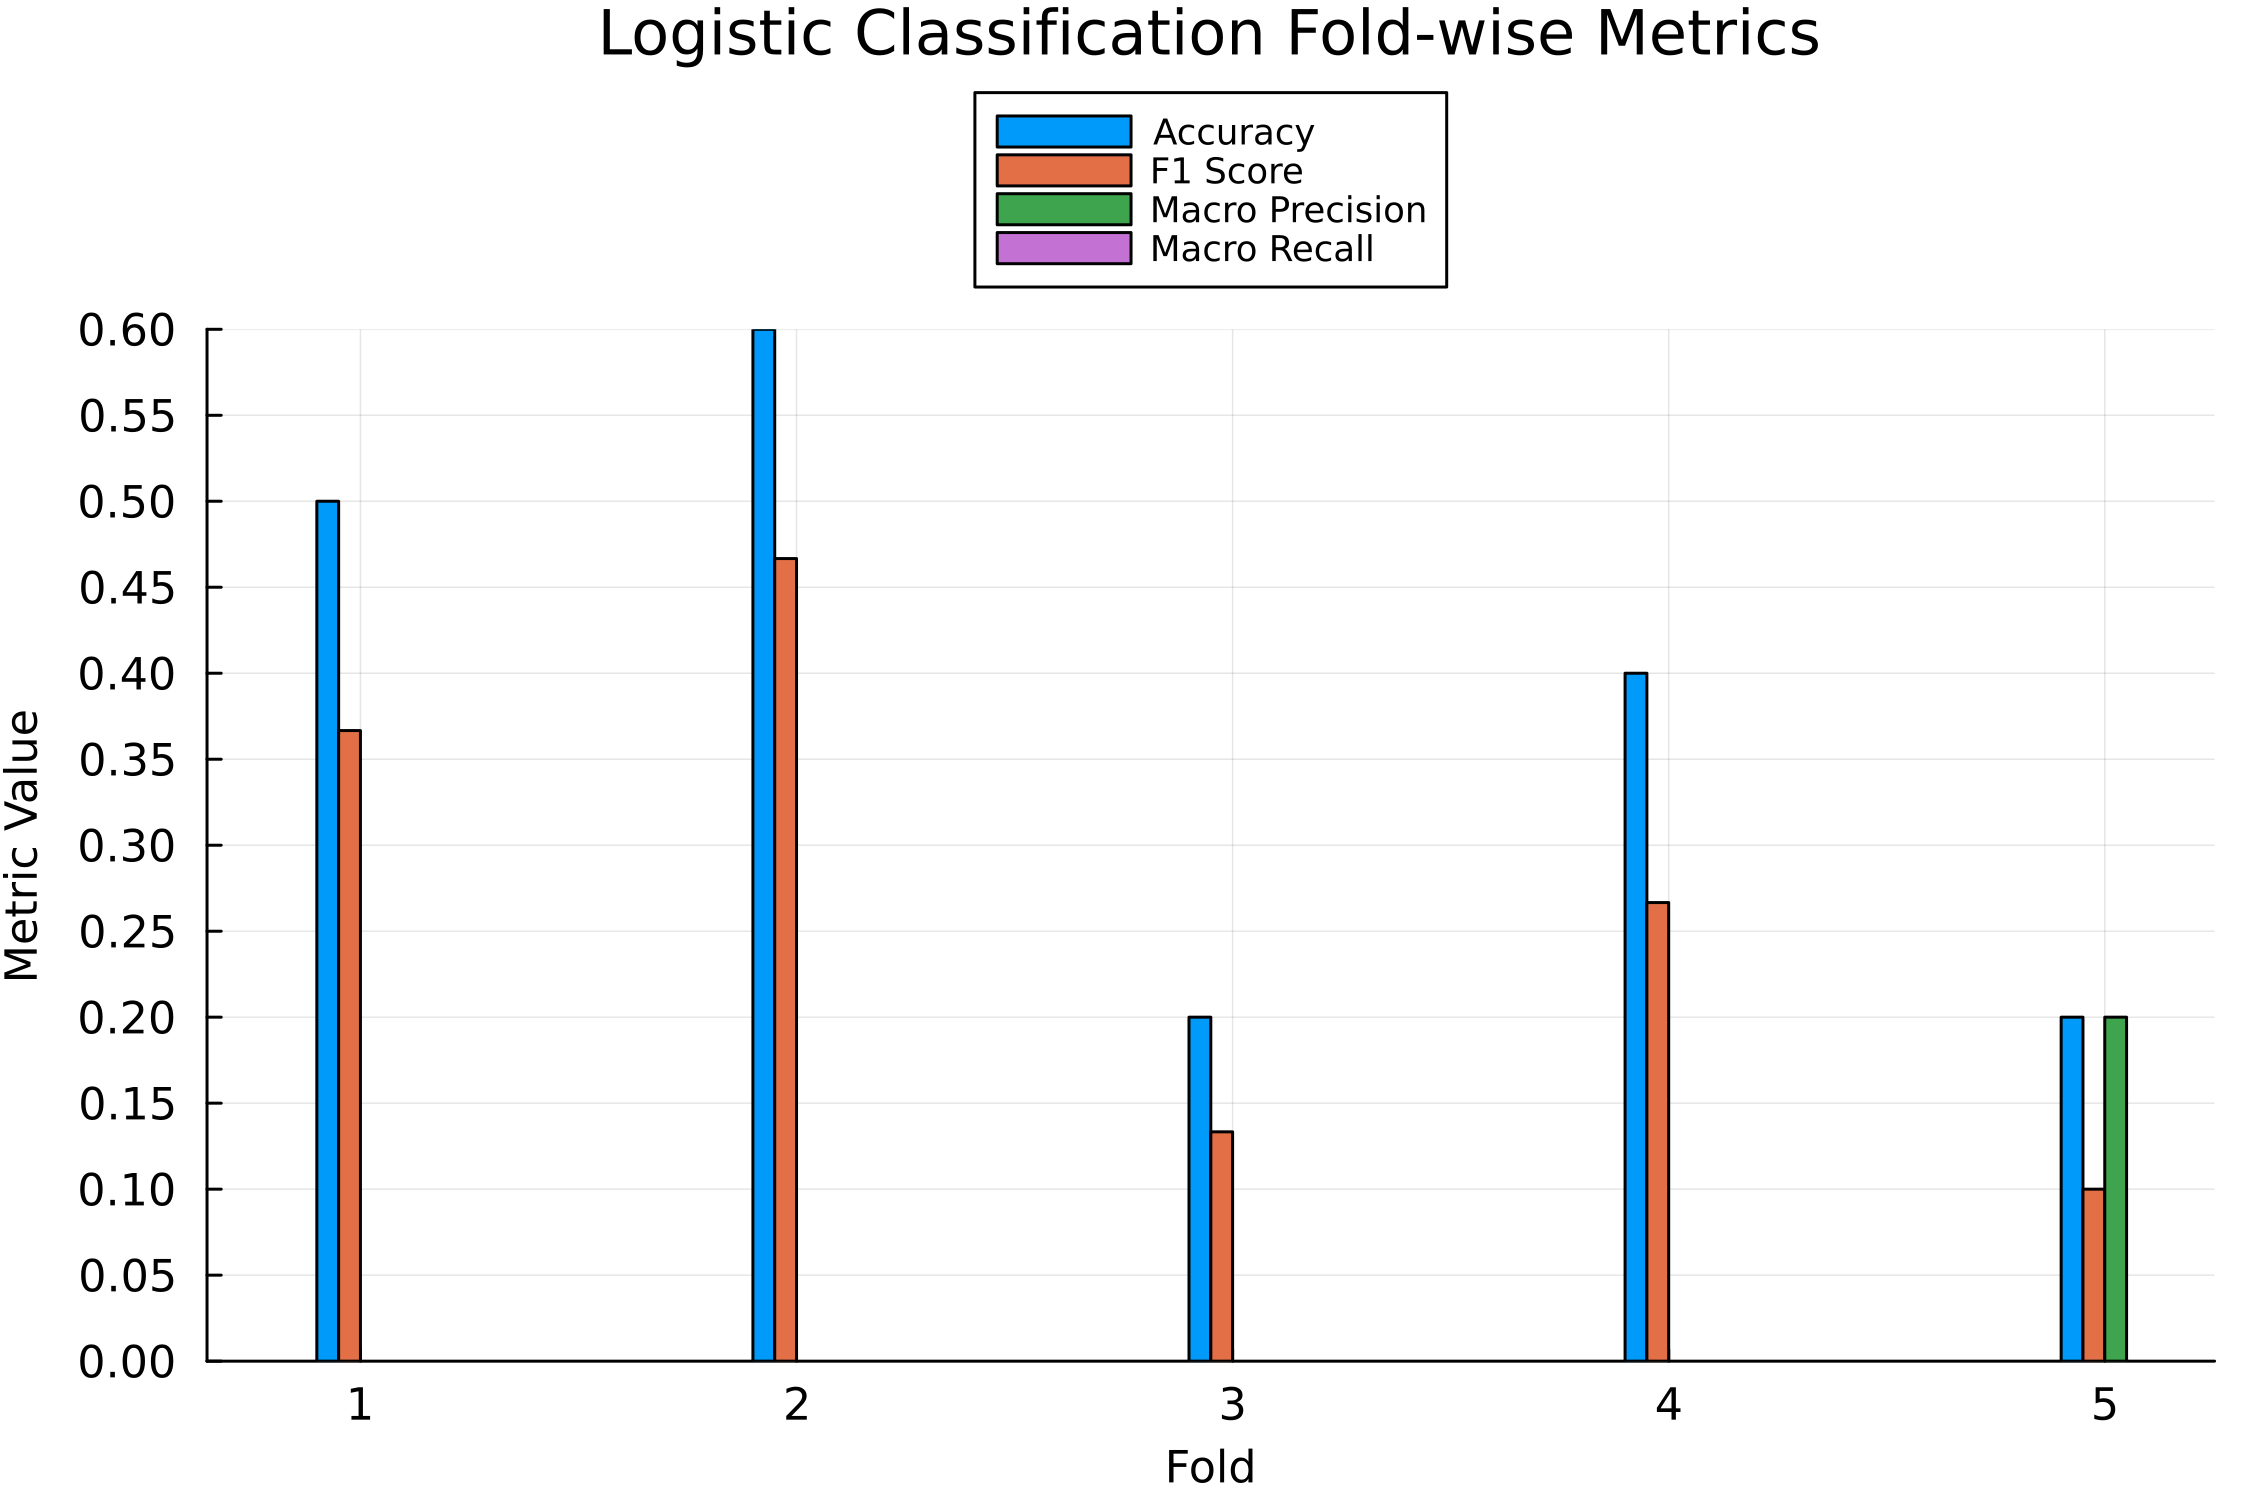 Logistic Classification Fold-wise Metrics
Accuracy
F1 Score
Macro Precision
Macro Recall
0.60
0.55
0.50
0.45
0.40
0.35
0.30
0.25
0.20
0.15
0.10
0.05
0.00
Metric Value
1 2 3 4 5
Fold